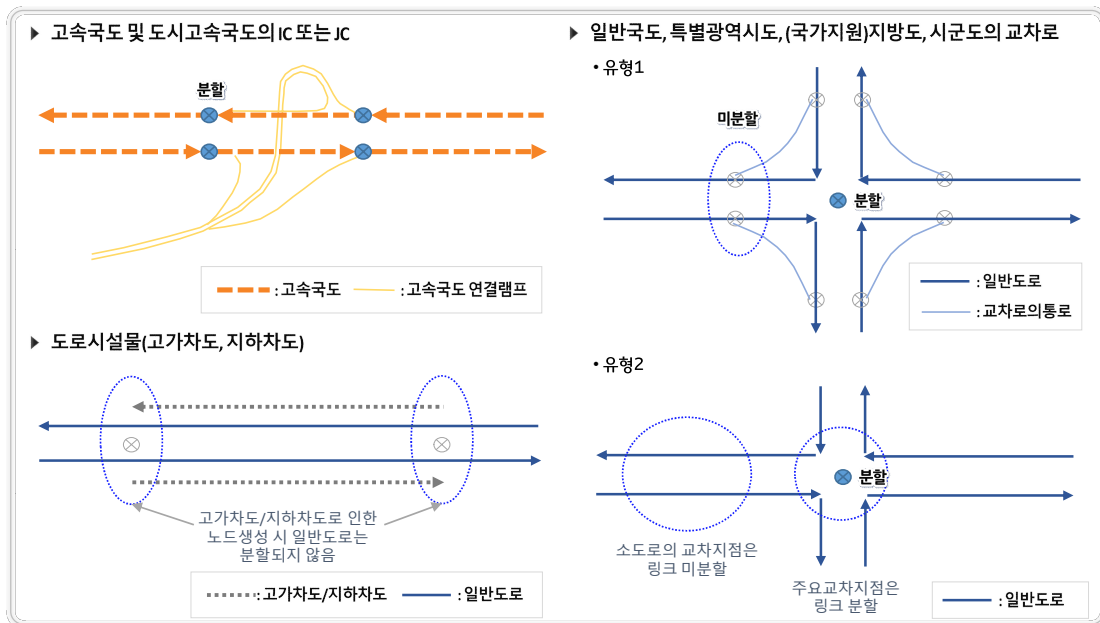 고속국도 및 도시고속국도의 IC 또는 JC
분할
: 고속국도
: 고속국도 연결램프
도로시설물(고가차도, 지하차도)
고가차도/지하차도로 인한
노드생성 시 일반도로는
분할되지 않음
: 고가차도/지하차도
: 일반도로
일반국도, 특별광역시도, (국가지원)지방도, 시군도의 교차로
• 유형1
미분할
분할
: 일반도로
: 교차로의통로
• 유형2
분할
소도로의 교차지점은
링크 미분할
주요교차지점은
링크 분할
: 일반도로